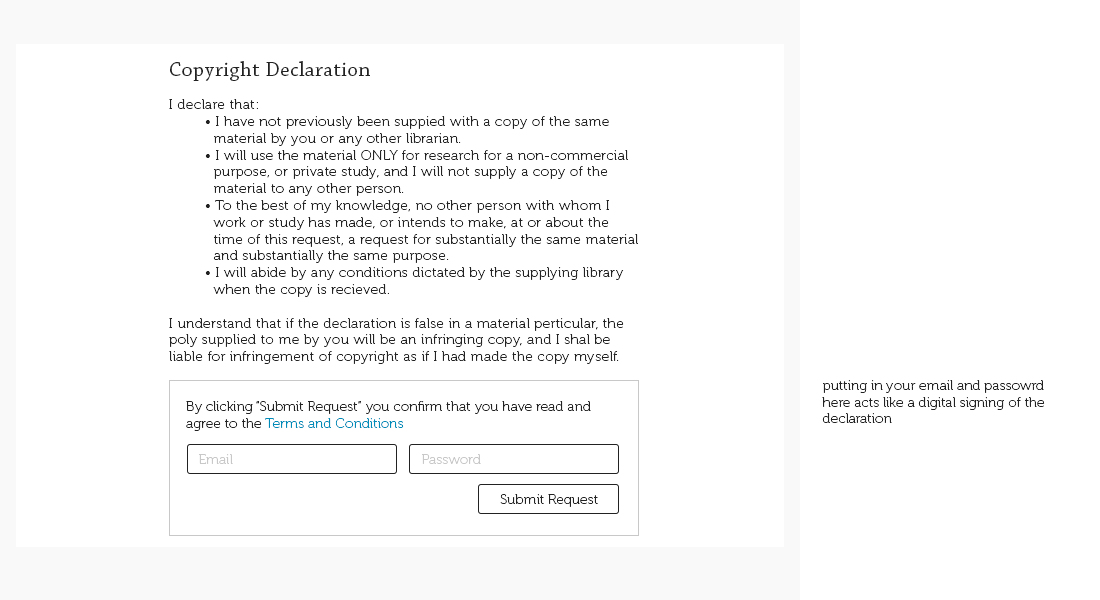 Copyright Declaration
I declare that:
• I have not previously been suppied with a copy of the same
material by you or any other librarian.
• I will use the material ONLY for research for a non-commercial
purpose, or private study, and I will not supply a copy of the
material to any other person.
• To the best of my knowledge, no other person with whom I
work or study has made, or intends to make, at or about the
time of this request, a request for substantially the same material
and substantially the same purpose.
• I will abide by any conditions dictated by the supplying library
when the copy is recieved.
I understand that if the declaration is false in a material perticular, the
poly supplied to me by you will be an infringing copy, and I shal be
liable for infringement of copyright as if I had made the copy myself.
By clicking "Submit Request" you confirm that you have read and
agree to the Terms and Conditions
Email Password
Submit Request
putting in your email and passowrd
here acts like a digital signing of the
declaration